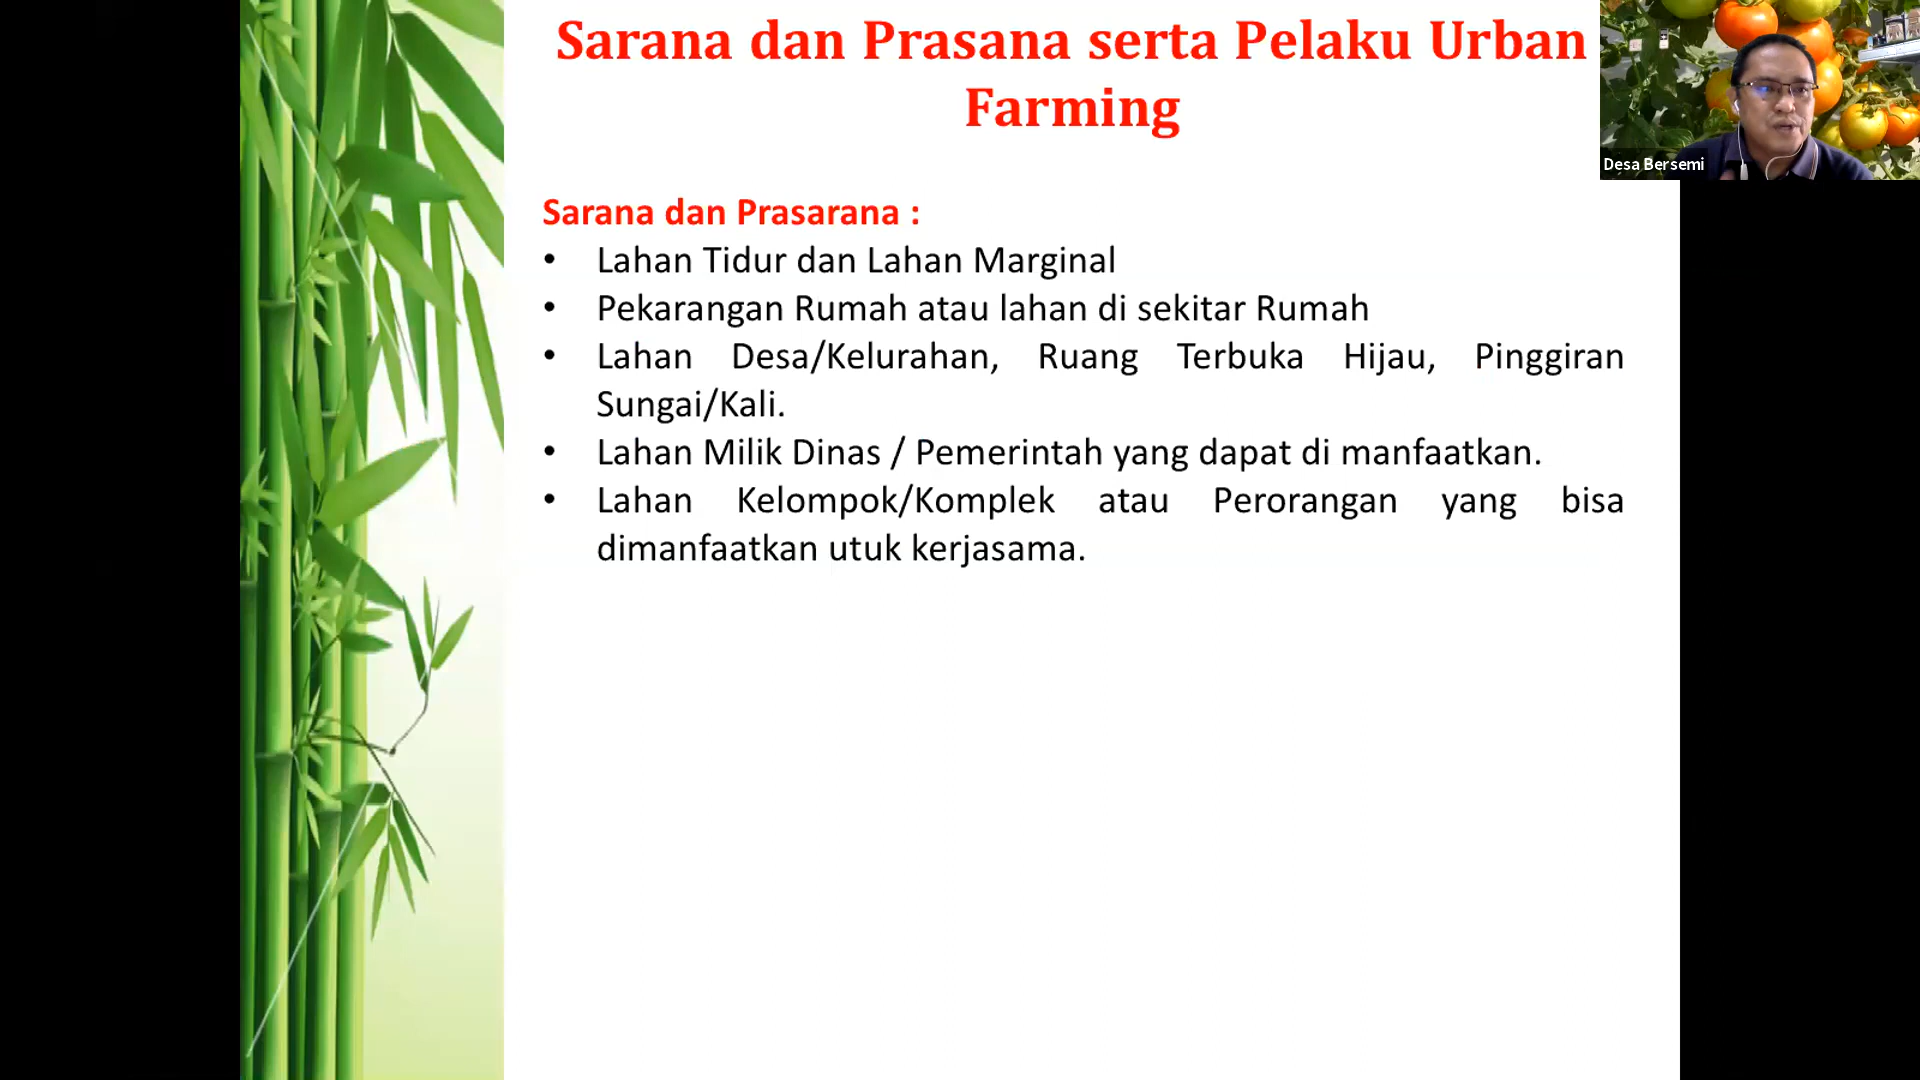 Sarana dan Prasana serta Pelaku Urban
Farming
Desa Bersemi
Sarana dan Prasarana :
• Lahan Tidur dan Lahan Marginal
• Pekarangan Rumah atau lahan di sekitar Rumah
• Lahan Desa/Kelurahan, Ruang Terbuka Hijau, Pinggiran
Sungai/Kali.
• Lahan Milik Dinas / Pemerintah yang dapat di manfaatkan.
• Lahan Kelompok/Komplek atau Perorangan yang bisa
dimanfaatkan utuk kerjasama.